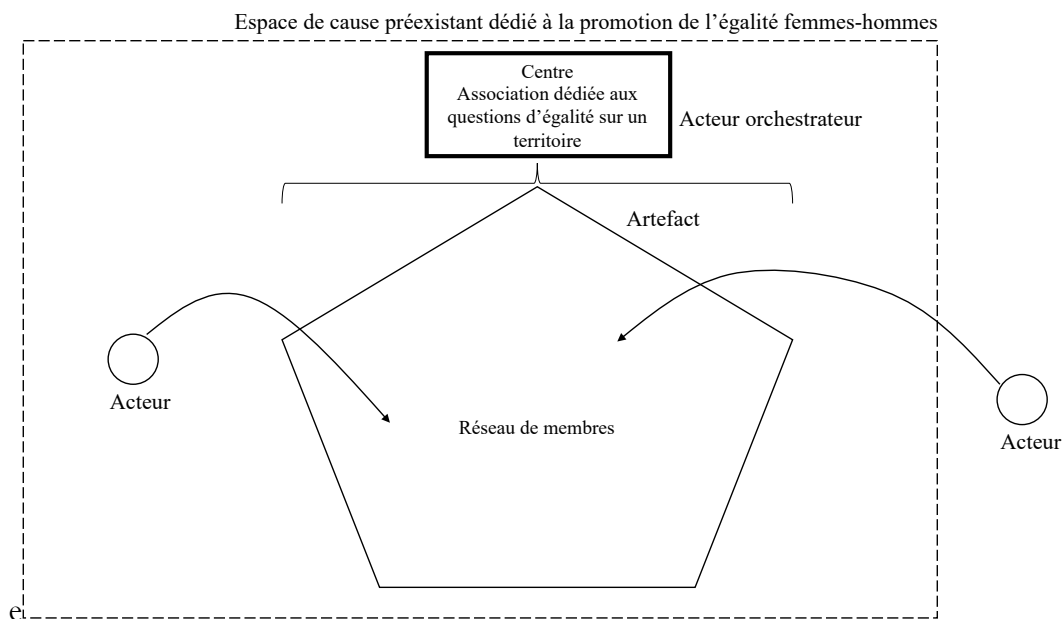 Espace de cause préexistant dédié à la promotion de l’égalité femmes-hommes
Centre
Association dédiée aux
questions d’égalité sur un
territoire
Acteur orchestrateur
Artefact
Acteur
Réseau de membres
Acteur
e